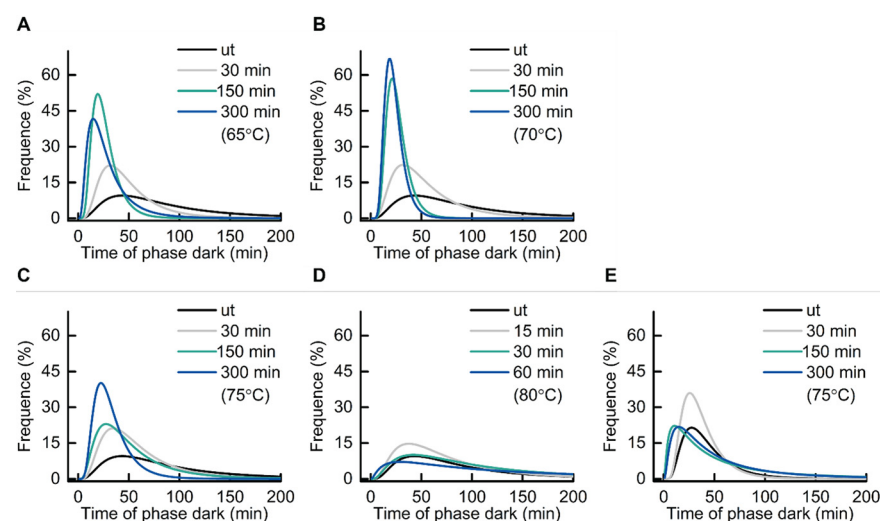 A
Frequence (%)
60
45
30
15
0
ut
30 min
150 min
300 min
(65°C)
0 50 100 150 200
Time of phase dark (min)
B
Frequence (%)
60
45
30
15
0
ut
30 min
150 min
300 min
(70°C)
0 50 100 150 200
Time of phase dark (min)
C
Frequence (%)
60
45
30
15
0
ut
30 min
150 min
300 min
(75°C)
0 50 100 150 200
Time of phase dark (min)
D
Frequence (%)
60
45
30
15
0
ut
15 min
30 min
60 min
(80°C)
0 50 100 150 200
Time of phase dark (min)
E
Frequence (%)
60
45
30
15
0
ut
30 min
150 min
300 min
(75°C)
0 50 100 150 200
Time of phase dark (min)